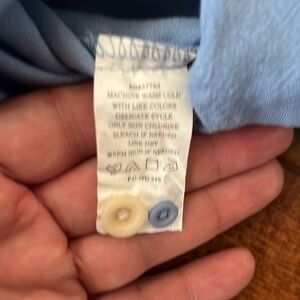 MACHINE WASH COLD
WITH LIKE COLORS
DELICATE CYCLE
ONLY NON CHLORINE
BLEACH IF NEEDED
LINE DRY
WARM IRON IF NEEDED